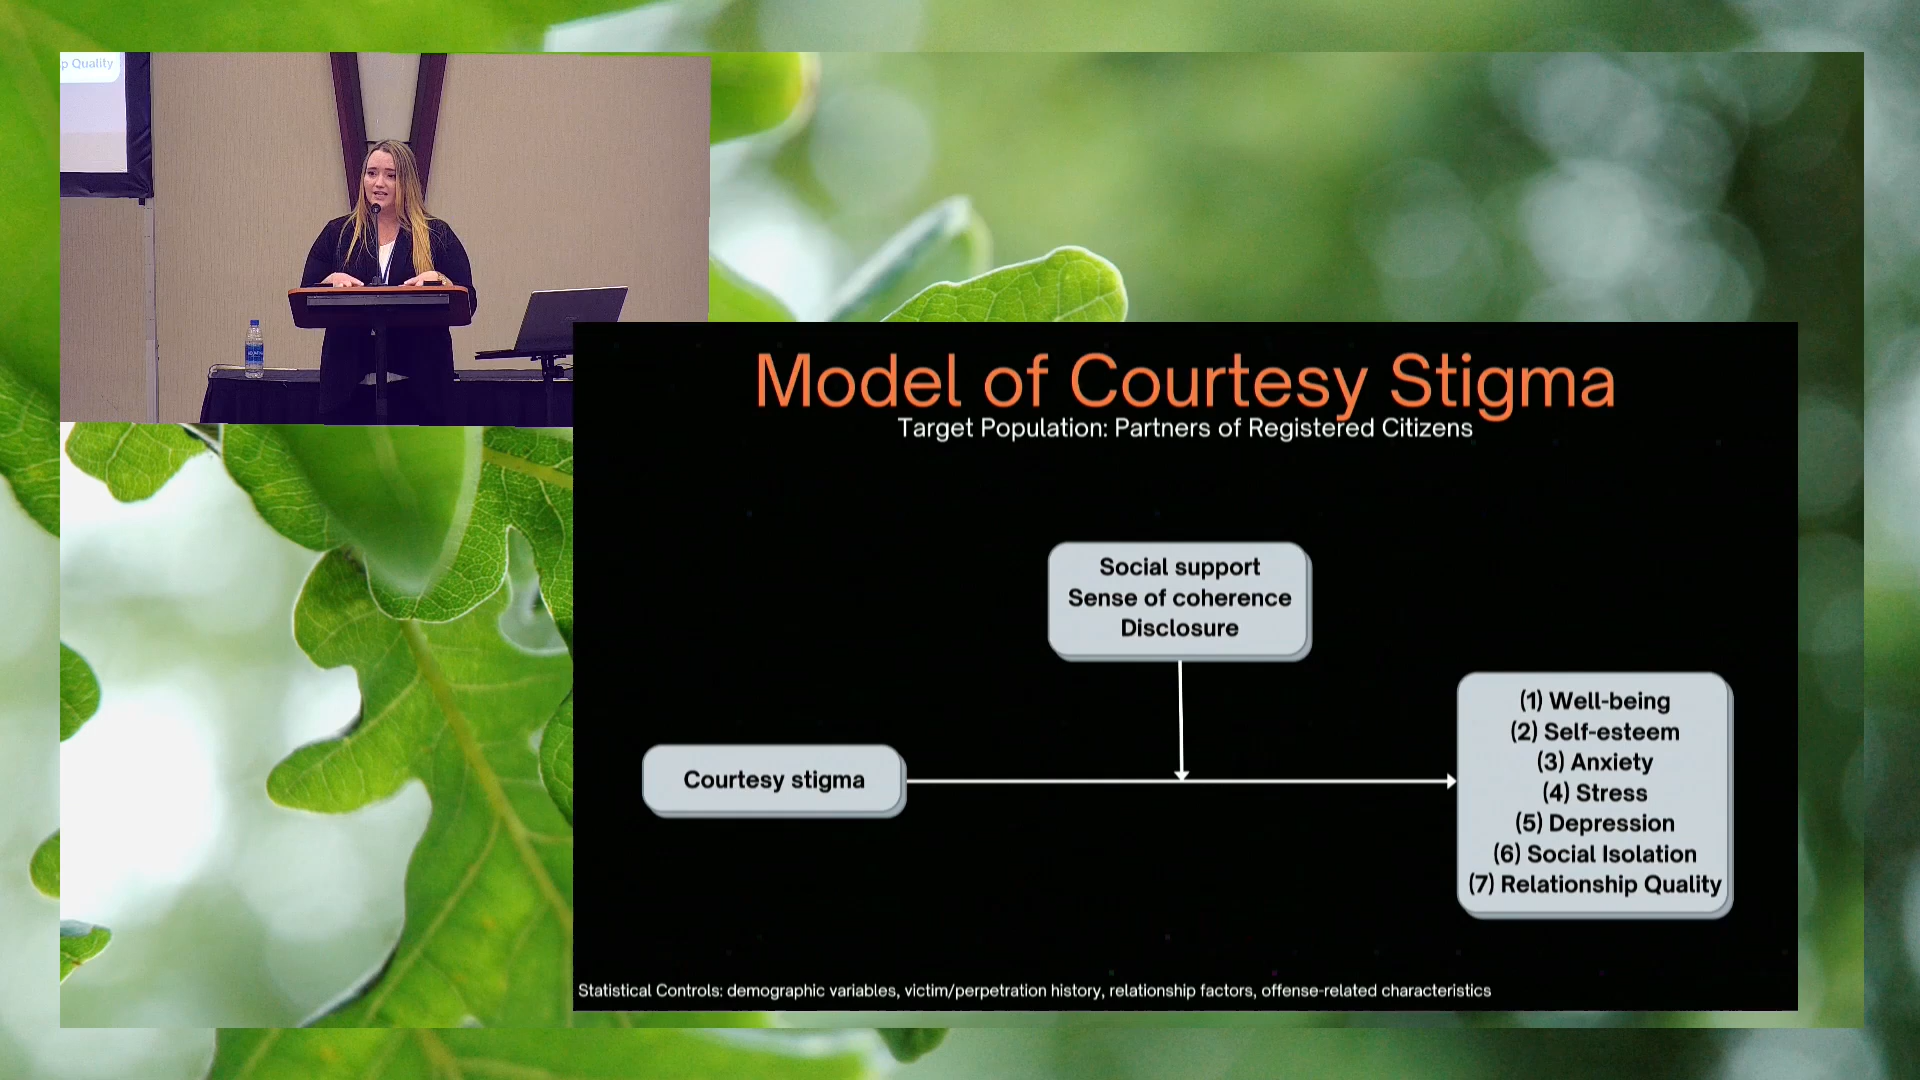 p Quality
Model of Courtesy Stigma
Target Population: Partners of Registered Citizens
Social support
Sense of coherence
Disclosure
Courtesy stigma
(1) Well-being
(2) Self-esteem
(3) Anxiety
(4) Stress
(5) Depression
(6) Social Isolation
(7) Relationship Quality
Statistical Controls: demographic variables, victim/perpetration history, relationship factors, offense-related characteristics